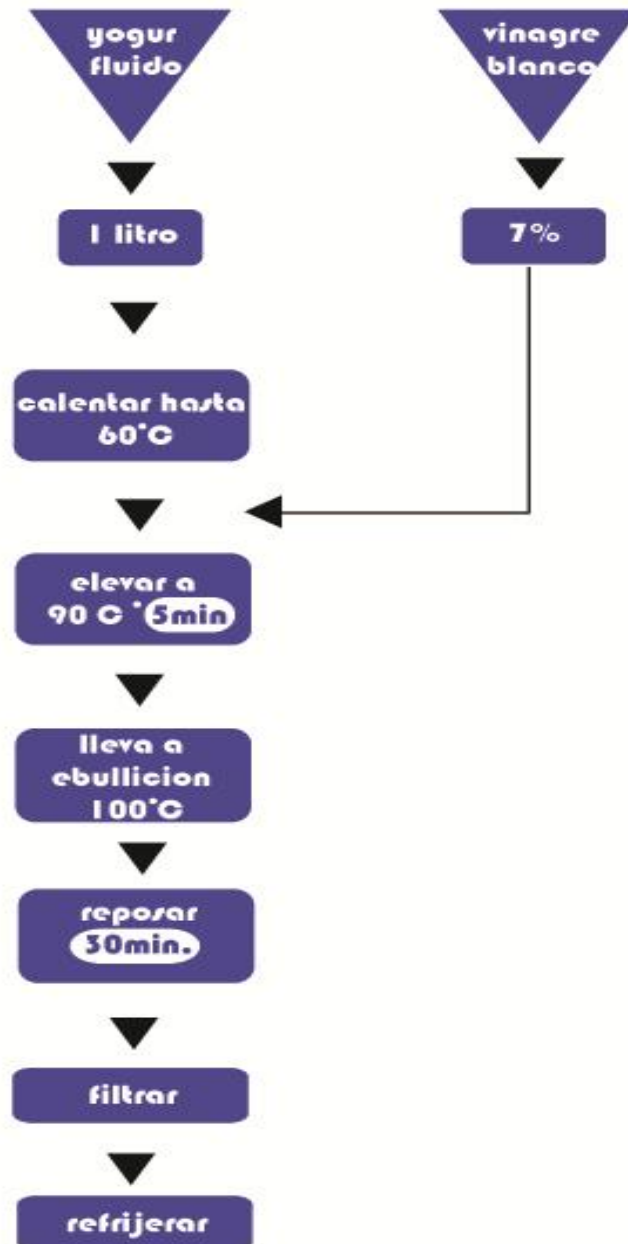 yogur
fluido
vinagre
blanco
1 litro
7%
calentar hasta
60°C
elevar a
90 C ° 5min
lleva a
ebullicion
100°C
reposar
30min.
filtrar
refrijerar